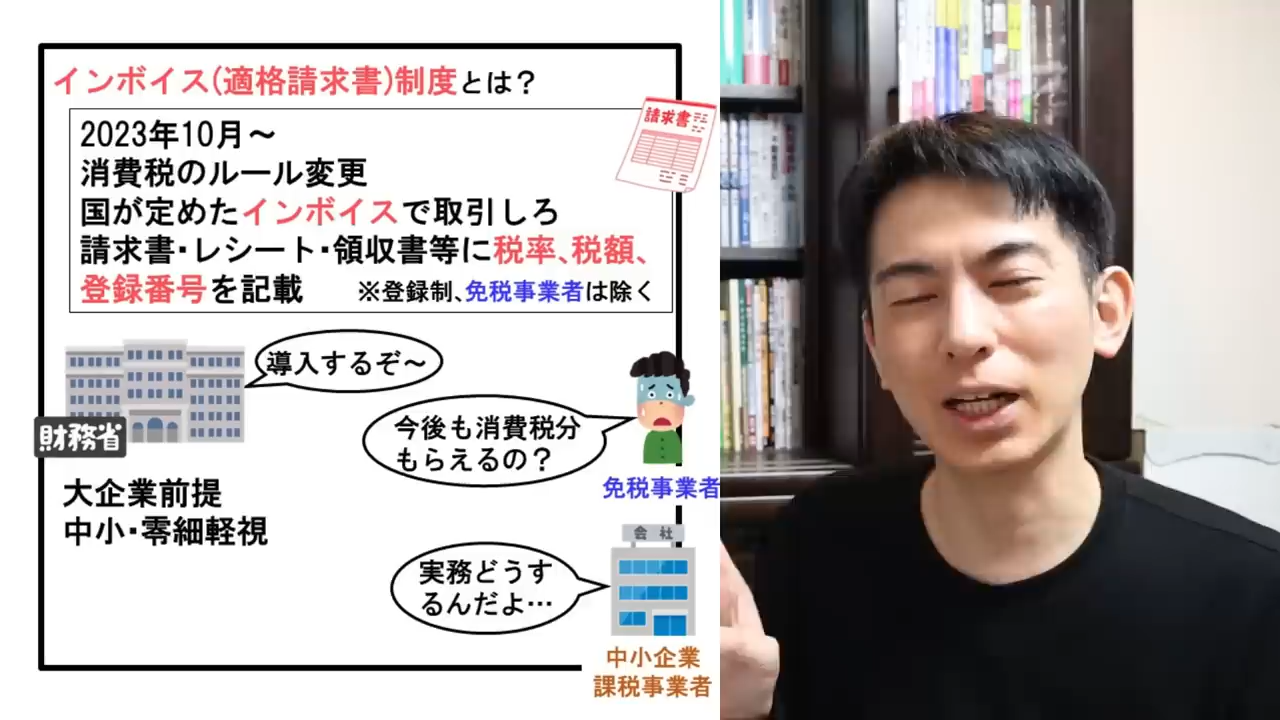 インボイス(適格請求書)制度とは？
2023年10月～
消費税のルール変更
国が定めたインボイスで取引しろ
請求書・レシート・領収書等に税率、税額、
登録番号を記載　※登録制、免税事業者は除く
請求書
導入するぞ～
財務省
今後も消費税分
もらえるの？
免税事業者
大企業前提
中小・零細軽視
会社
実務どうす
るんだよ…
中小企業
課税事業者